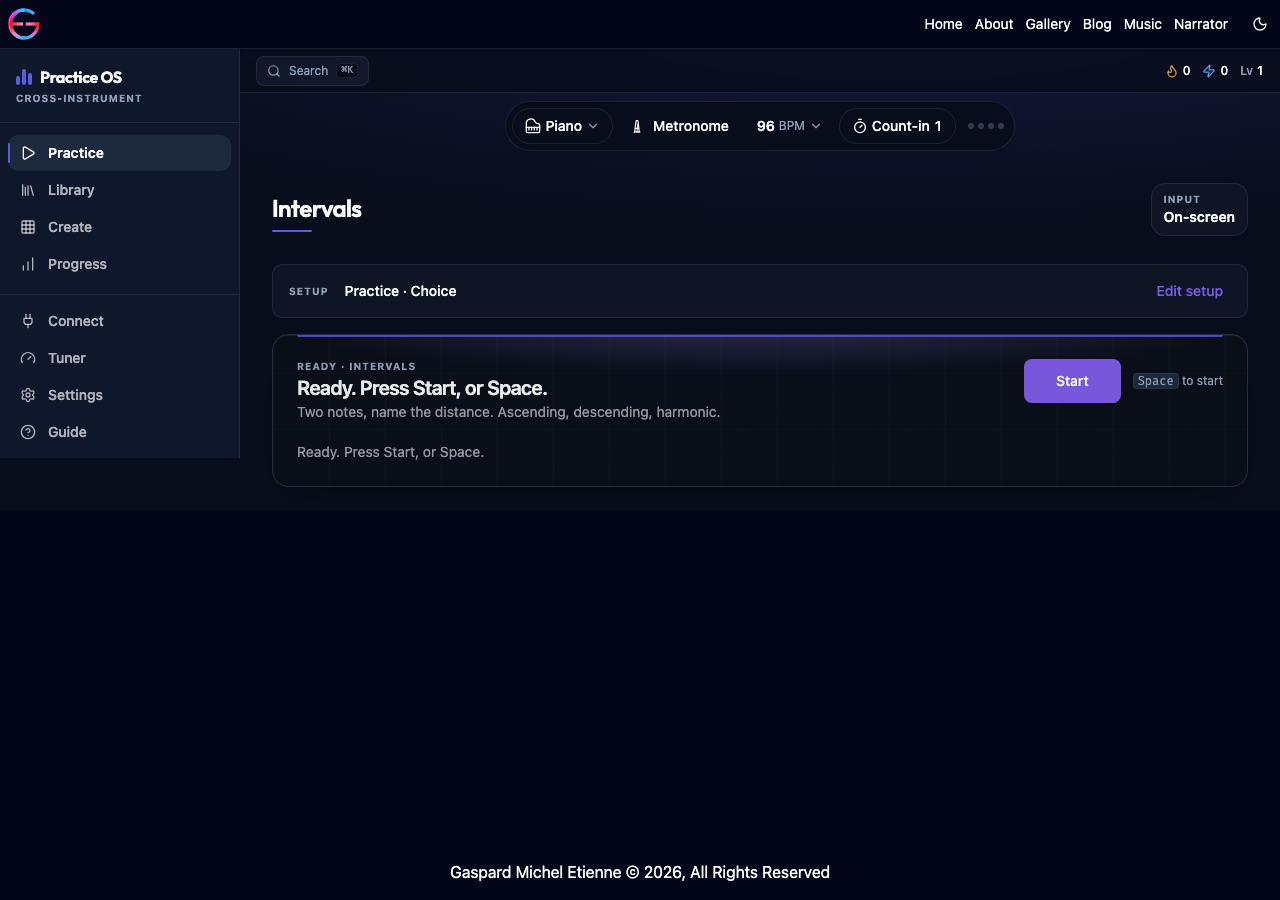 Home About Gallery Blog Music Narrator
Practice OS
CROSS-INSTRUMENT
Search ⌘K
0 0 Lv 1
Piano Metronome 96 BPM Count-in 1
Practice
Library
Create
Progress
Connect
Tuner
Settings
Guide
Intervals
INPUT
On-screen
SETUP Practice · Choice Edit setup
READY · INTERVALS
Ready. Press Start, or Space.
Two notes, name the distance. Ascending, descending, harmonic.
Start Space to start
Ready. Press Start, or Space.
Gaspard Michel Etienne © 2026, All Rights Reserved